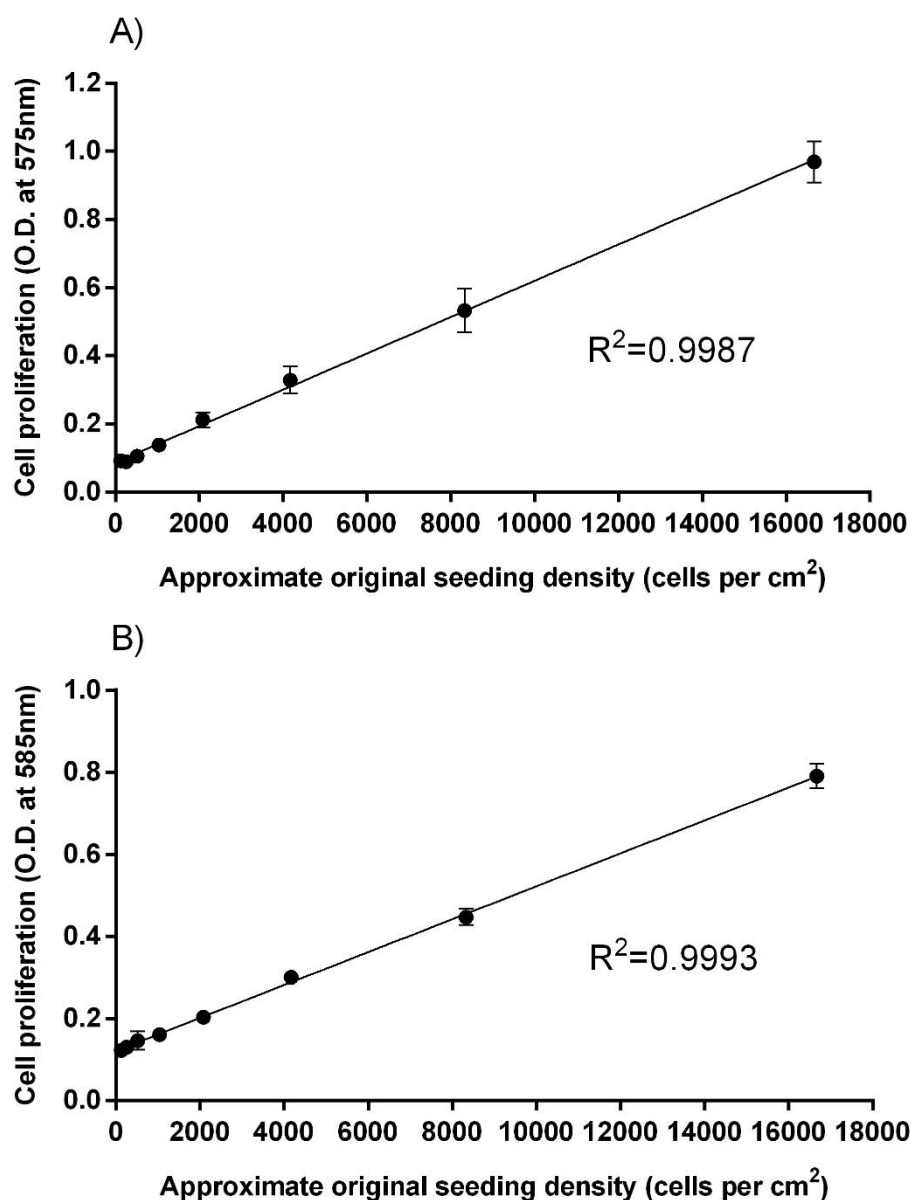 A)
Cell proliferation (O.D. at 575nm)
1.2
1.0
0.8
0.6
0.4
0.2
0.0
R²=0.9987
0 2000 4000 6000 8000 10000 12000 14000 16000 18000
Approximate original seeding density (cells per cm²)
B)
Cell proliferation (O.D. at 585nm)
1.0
0.8
0.6
0.4
0.2
0.0
R²=0.9993
0 2000 4000 6000 8000 10000 12000 14000 16000 18000
Approximate original seeding density (cells per cm²)